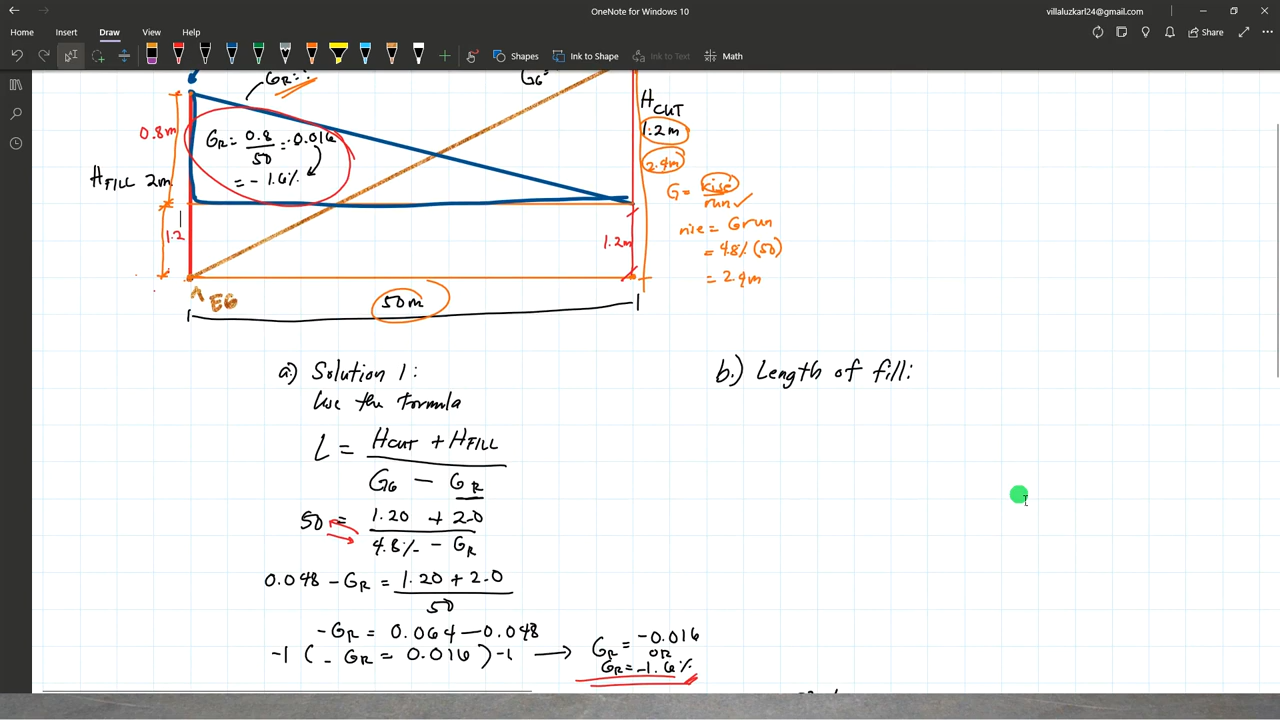 OneNote for Windows 10
villaluzkarl24@gmail.com
Home
Insert
Draw
View
Help
Share
Shapes
Ink to Shape
Ink to Text
Math
GR = ?
GG =
HCUT
1.2m
2.4m
0.8m
GR = 0.8 / 50 = -0.016
= -1.6%
HFILL 2m
1.2
1.2m
G = rise / run
rise = G run
= 4.8% (50)
= 2.4m
EG
50m
a.) Solution 1:
Use the formula
L = HCUT + HFILL / GG - GR
50 = 1.20 + 2.0 / 4.8% - GR
0.048 - GR = 1.20 + 2.0 / 50
-GR = 0.064 - 0.048
-1 ( - GR = 0.016 ) -1
GR = -0.016
or
GR = -1.6%
b.) Length of fill: